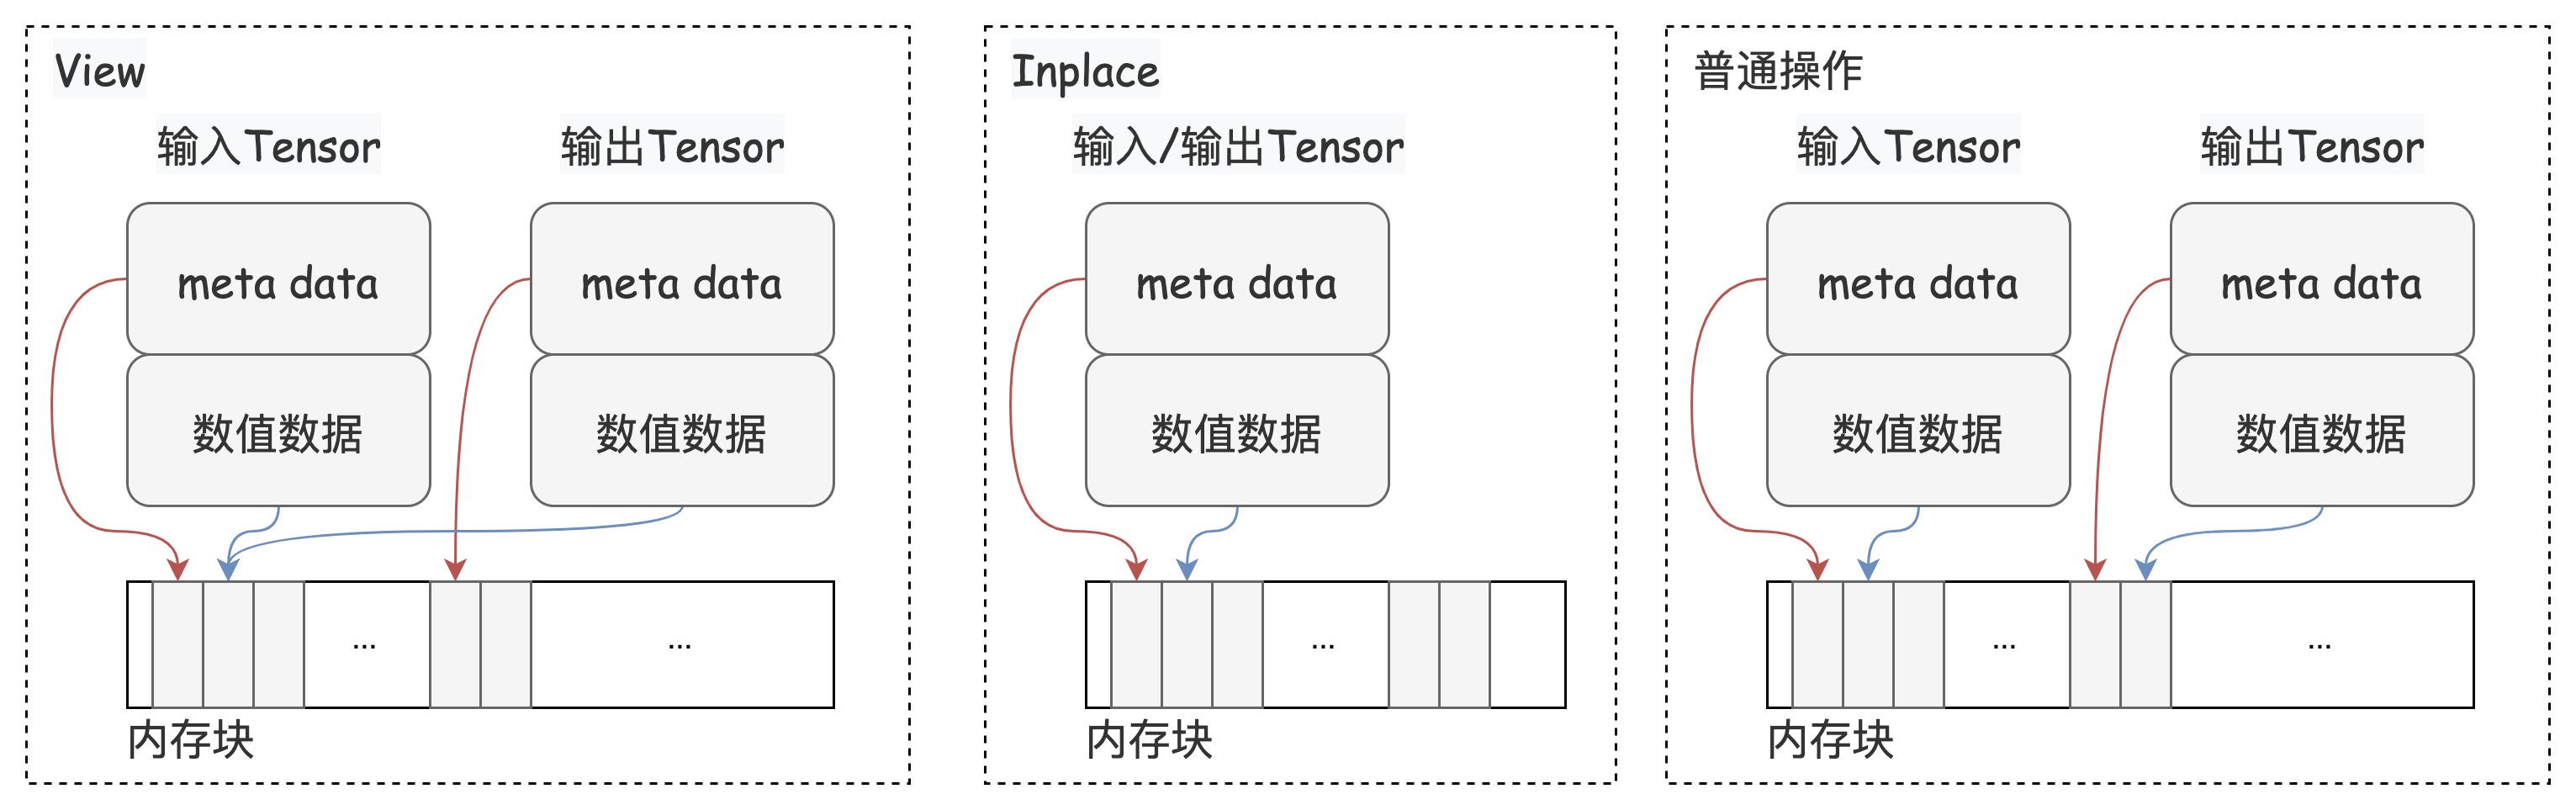 View
输入Tensor
输出Tensor
meta data
meta data
数值数据
数值数据
...
...
内存块
Inplace
输入/输出Tensor
meta data
数值数据
...
内存块
普通操作
输入Tensor
输出Tensor
meta data
meta data
数值数据
数值数据
...
...
内存块